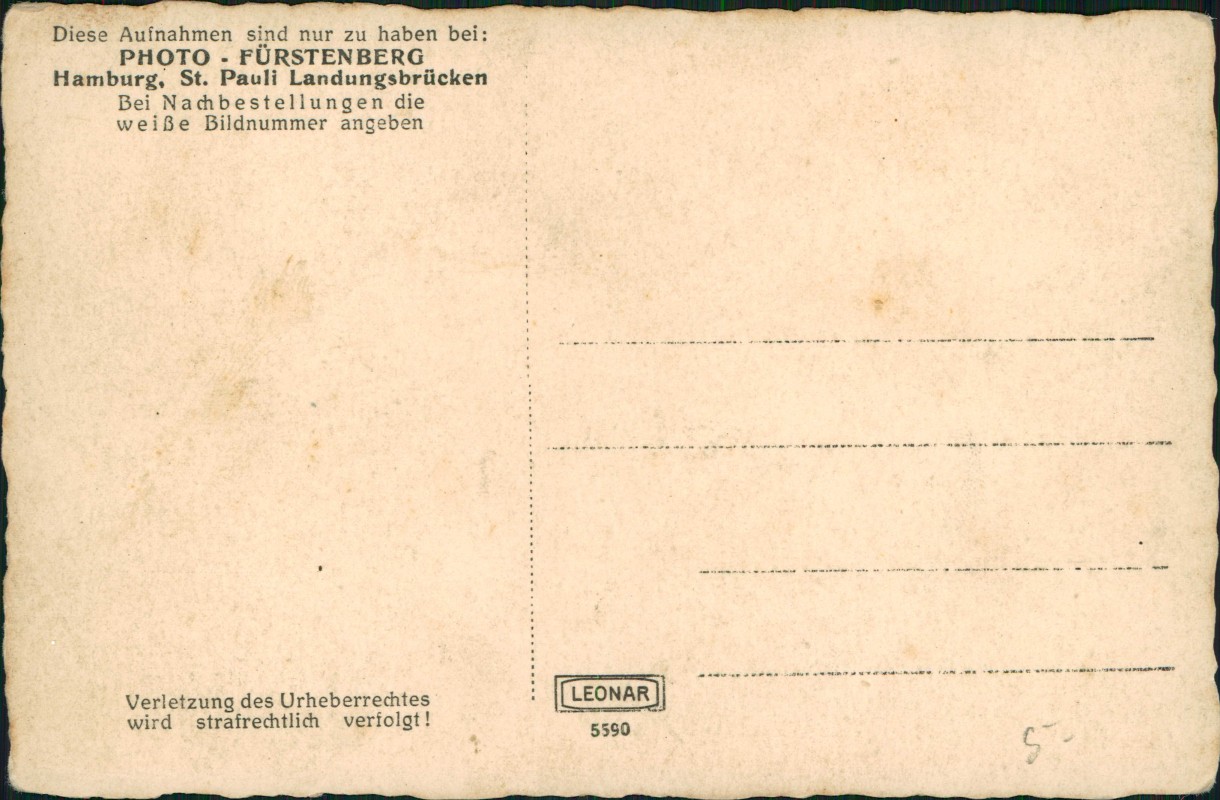 Diese Aufnahmen sind nur zu haben bei:
PHOTO - FÜRSTENBERG
Hamburg, St. Pauli Landungsbrücken
Bei Nachbestellungen die
weiße Bildnummer angeben
Verletzung des Urheberrechtes
wird strafrechtlich verfolgt!
LEONAR
5590
5-